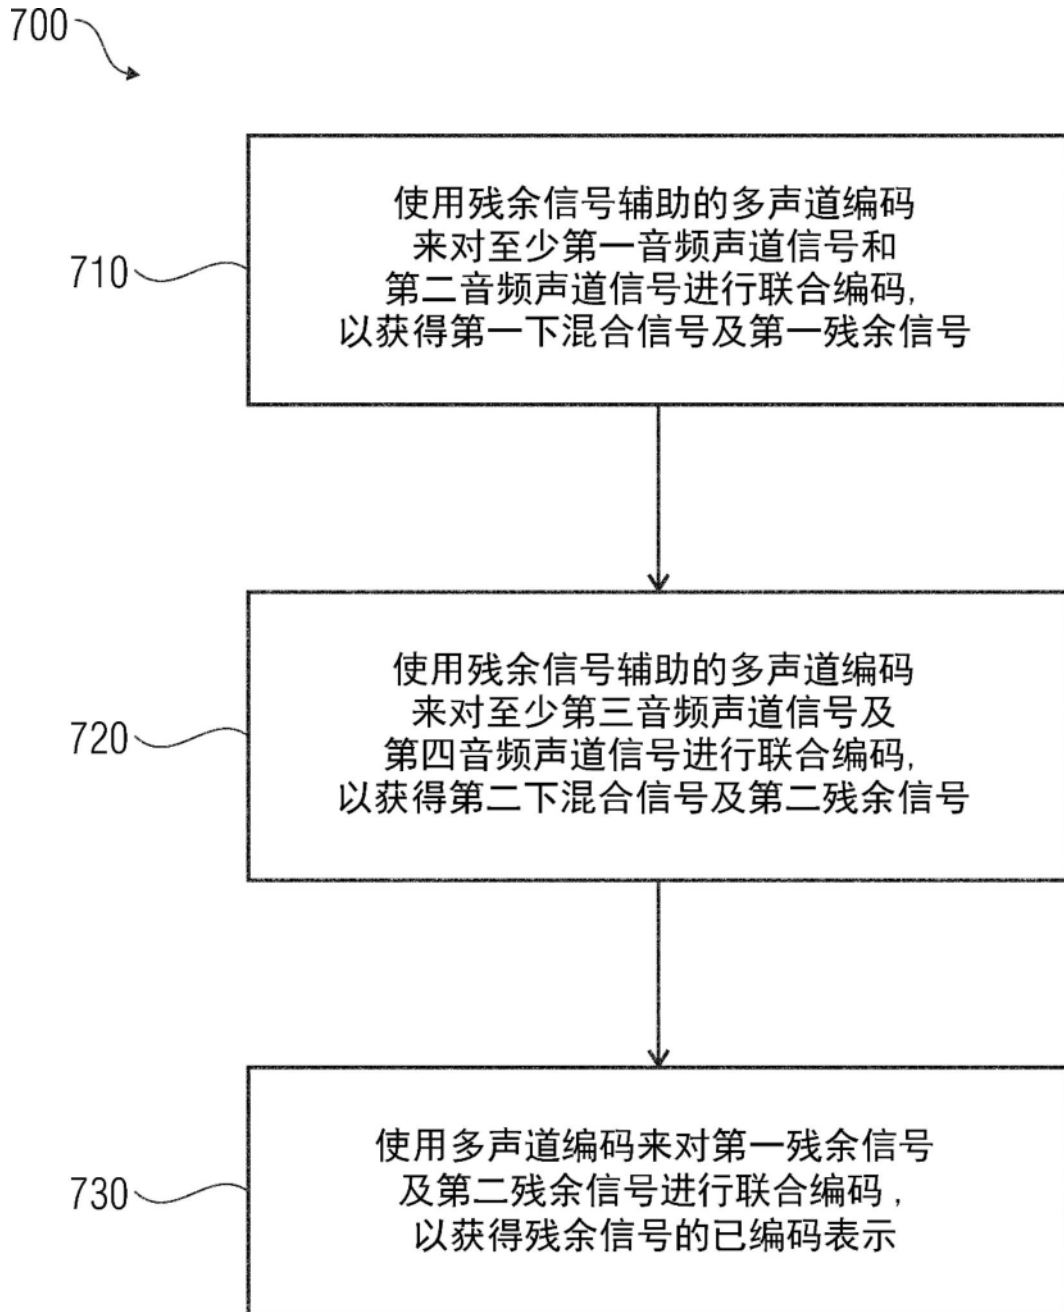 700
710
使用残余信号辅助的多声道编码
来对至少第一音频声道信号和
第二音频声道信号进行联合编码,
以获得第一下混合信号及第一残余信号
720
使用残余信号辅助的多声道编码
来对至少第三音频声道信号及
第四音频声道信号进行联合编码,
以获得第二下混合信号及第二残余信号
730
使用多声道编码来对第一残余信号
及第二残余信号进行联合编码,
以获得残余信号的已编码表示